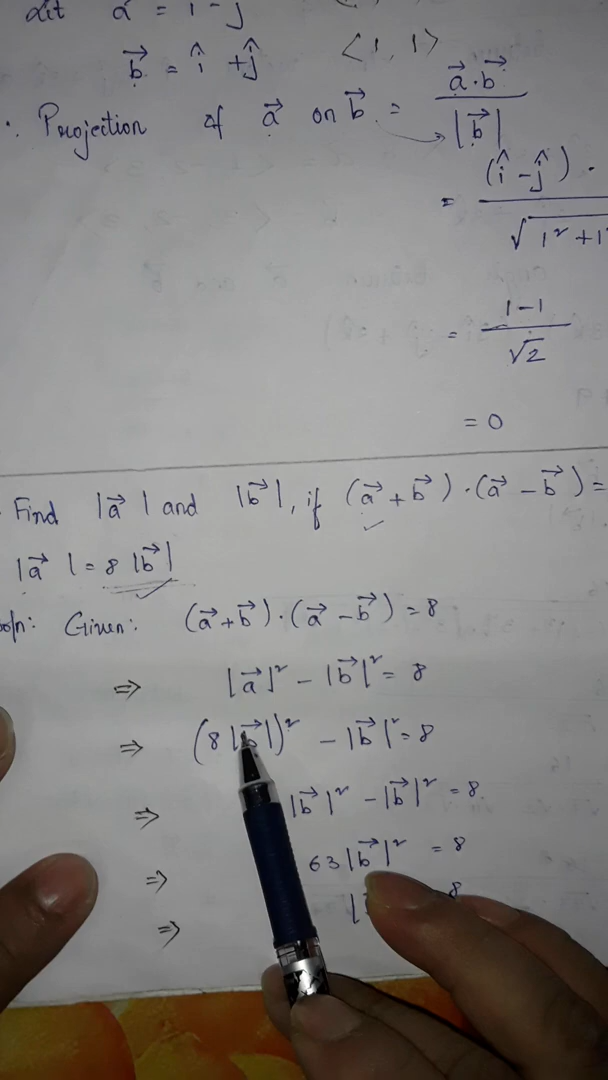 Let a⃗ = î - ĵ
b⃗ = î + ĵ ⟨1, 1⟩
∴ Projection of a⃗ on b⃗ = a⃗·b⃗ / |b⃗|
= (î - ĵ) · / √1² + 1
= 1-1 / √2
= 0
Find |a⃗| and |b⃗|, if (a⃗ + b⃗)·(a⃗ - b⃗) =
|a⃗| = 8|b⃗|
Soln: Given: (a⃗ + b⃗)·(a⃗ - b⃗) = 8
⇒ |a⃗|² - |b⃗|² = 8
⇒ (8|b⃗|)² - |b⃗|² = 8
⇒ |b⃗|² - |b⃗|² = 8
⇒ 63|b⃗|² = 8
⇒ | 8